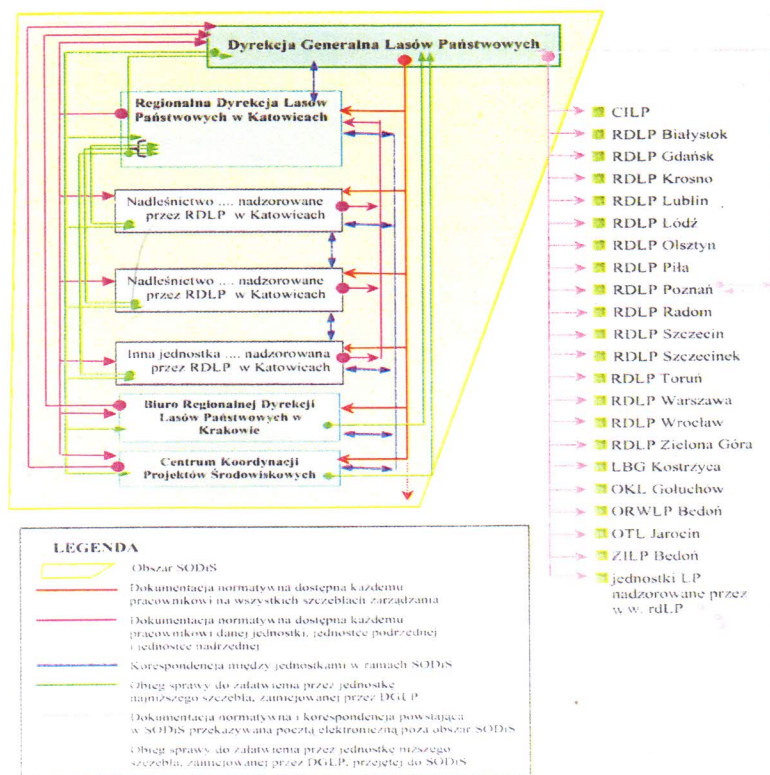 Dyrekcja Generalna Lasów Państwowych
Regionalna Dyrekcja Lasów
Państwowych w Katowicach
Nadleśnictwo .... nadzorowane
przez RDLP w Katowicach
Nadleśnictwo .... nadzorowane
przez RDLP w Katowicach
Inna jednostka .... nadzorowana
przez RDLP w Katowicach
Biuro Regionalnej Dyrekcji
Lasów Państwowych w
Krakowie
Centrum Koordynacji
Projektów Środowiskowych
CILP
RDLP Białystok
RDLP Gdańsk
RDLP Krosno
RDLP Lublin
RDLP Łódź
RDLP Olsztyn
RDLP Piła
RDLP Poznań
RDLP Radom
RDLP Szczecin
RDLP Szczecinek
RDLP Toruń
RDLP Warszawa
RDLP Wrocław
RDLP Zielona Góra
LBG Kostrzyca
OKL Gołuchów
ORWLP Bedoń
OTL Jarocin
ZILP Bedoń
jednostki LP
nadzorowane przez
w w. rdLP
LEGENDA
Obszar SODiS
Dokumentacja normatywna dostępna każdemu
pracownikowi na wszystkich szczeblach zarządzania
Dokumentacja normatywna dostępna każdemu
pracownikowi danej jednostki, jednostce podrzędnej
i jednostce nadrzędnej
Korespondencja między jednostkami w ramach SODiS
Obieg sprawy do załatwienia przez jednostkę
najniższego szczebla, zainicjowanej przez DGLP
Dokumentacja normatywna i korespondencja powstająca
w SODiS przekazywana pocztą elektroniczną poza obszar SODiS
Obieg sprawy do załatwienia przez jednostkę niższego
szczebla, zainicjowanej przez DGLP, przejętej do SODiS